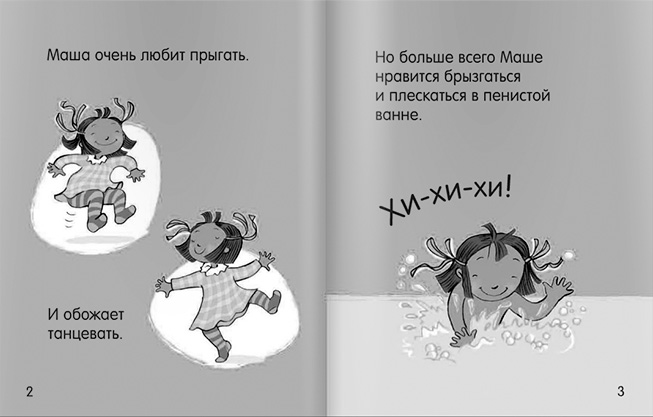 Маша очень любит прыгать.
И обожает
танцевать.
2
Но больше всего Маше
нравится брызгаться
и плескаться в пенистой
ванне.
ХИ-ХИ-ХИ!
3